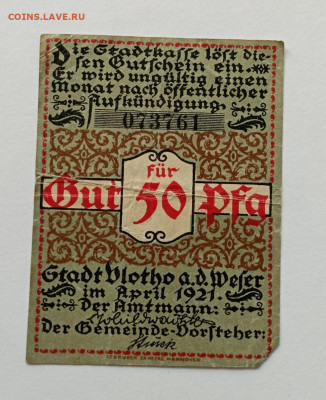 COINS.LAVE.RU
Die Stadtkasse löst die-
sen Gutschein ein.
Er wird ungültig einen
monat nach öffentlicher
Aufkündigung.
073761
für
Gut 50 Pfg
Stadt Vlotho a.d. Weser
im April 1921.
Der Amtmann:
Der Gemeinde-Vorsteher: